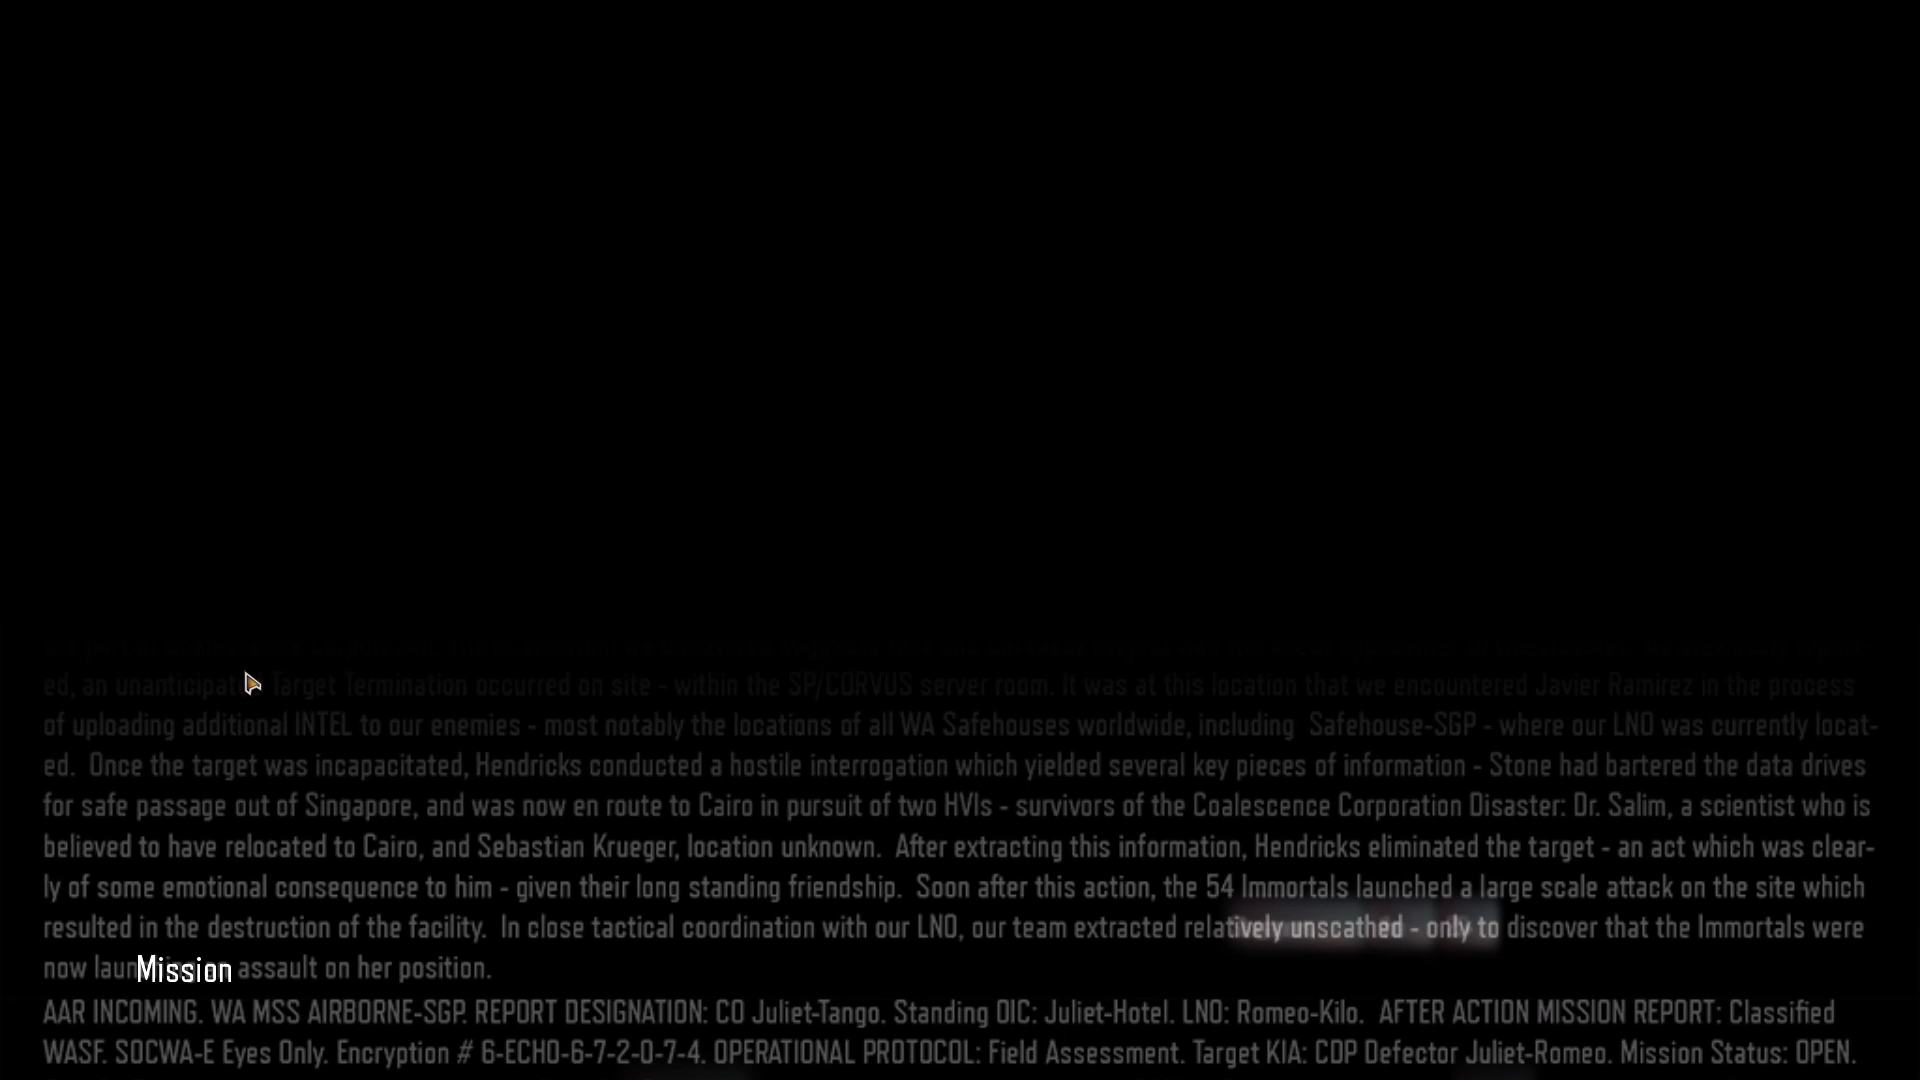 ed, an unanticipat Target Termination occurred on site - within the SP/CORVUS server room. It was at this location that we encountered Javier Ramirez in the process
of uploading additional INTEL to our enemies - most notably the locations of all WA Safehouses worldwide, including  Safehouse-SGP - where our LNO was currently locat-
ed.  Once the target was incapacitated, Hendricks conducted a hostile interrogation which yielded several key pieces of information - Stone had bartered the data drives
for safe passage out of Singapore, and was now en route to Cairo in pursuit of two HVIs - survivors of the Coalescence Corporation Disaster: Dr. Salim, a scientist who is
believed to have relocated to Cairo, and Sebastian Krueger, location unknown.  After extracting this information, Hendricks eliminated the target - an act which was clear-
ly of some emotional consequence to him - given their long standing friendship.  Soon after this action, the 54 Immortals launched a large scale attack on the site which
resulted in the destruction of the facility.  In close tactical coordination with our LNO, our team extracted relatively unscathed - only to discover that the Immortals were
now assault on her position.
Mission
AAR INCOMING. WA MSS AIRBORNE-SGP. REPORT DESIGNATION: CO Juliet-Tango. Standing OIC: Juliet-Hotel. LNO: Romeo-Kilo.  AFTER ACTION MISSION REPORT: Classified
WASF. SOCWA-E Eyes Only. Encryption # 6-ECHO-6-7-2-0-7-4. OPERATIONAL PROTOCOL: Field Assessment. Target KIA: CDP Defector Juliet-Romeo. Mission Status: OPEN.